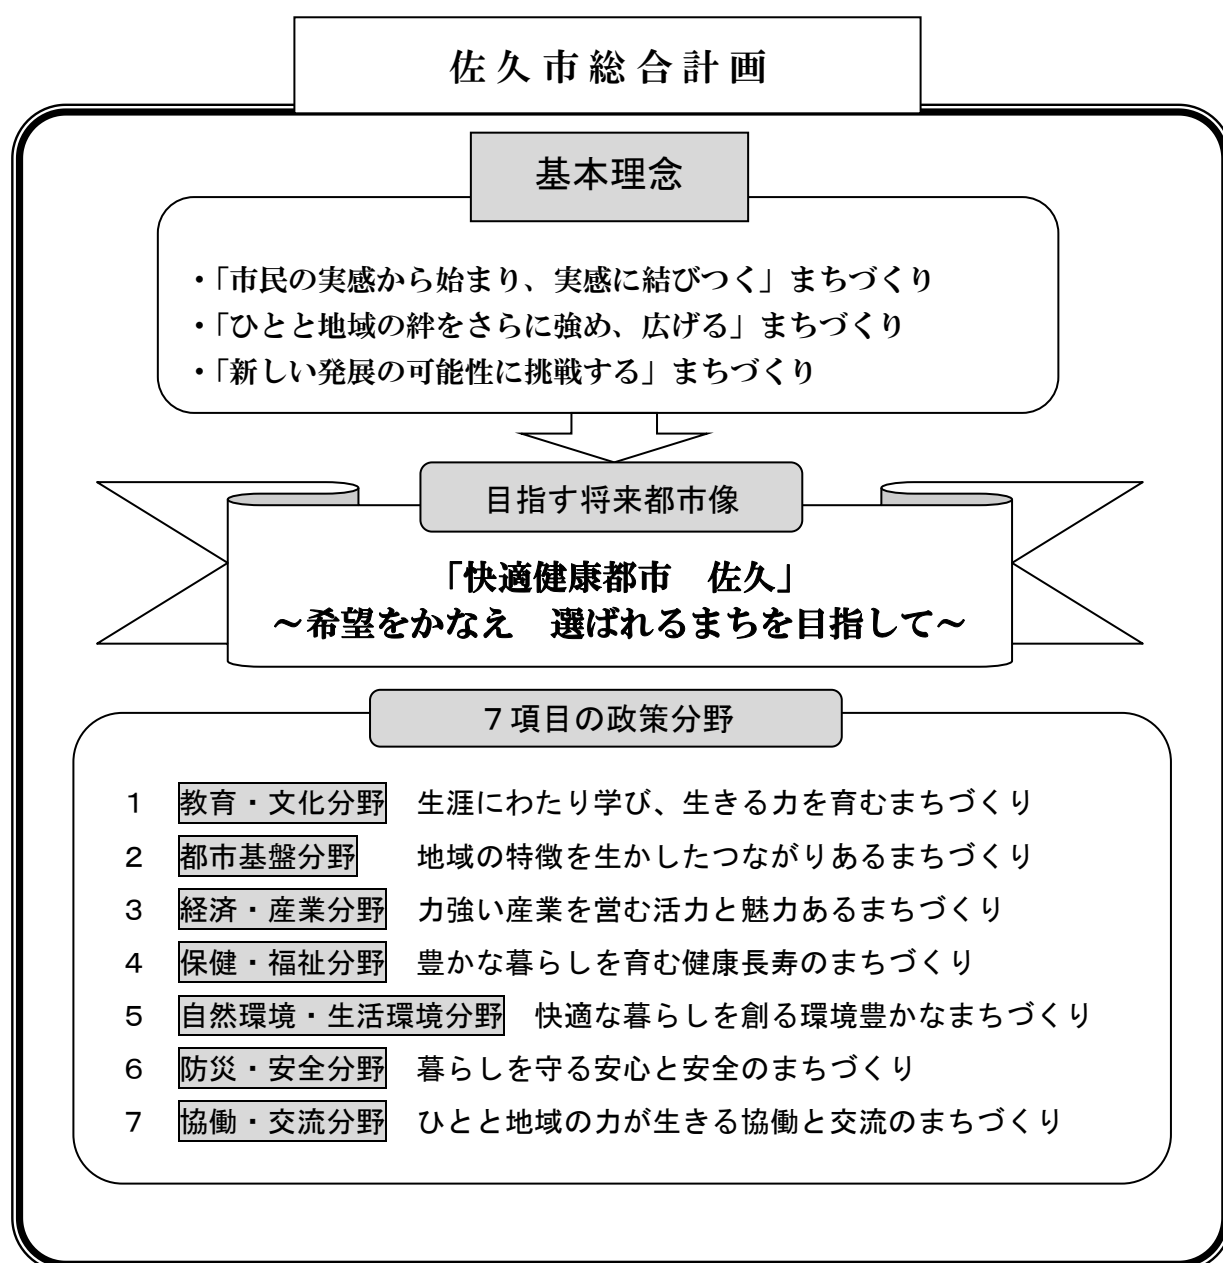 佐久市総合計画
基本理念
・「市民の実感から始まり、実感に結びつく」まちづくり
・「ひとと地域の絆をさらに強め、広げる」まちづくり
・「新しい発展の可能性に挑戦する」まちづくり
目指す将来都市像
「快適健康都市　佐久」
～希望をかなえ　選ばれるまちを目指して～
７項目の政策分野
1 教育・文化分野　生涯にわたり学び、生きる力を育むまちづくり
2 都市基盤分野　地域の特徴を生かしたつながりあるまちづくり
3 経済・産業分野　力強い産業を営む活力と魅力あるまちづくり
4 保健・福祉分野　豊かな暮らしを育む健康長寿のまちづくり
5 自然環境・生活環境分野　快適な暮らしを創る環境豊かなまちづくり
6 防災・安全分野　暮らしを守る安心と安全のまちづくり
7 協働・交流分野　ひとと地域の力が生きる協働と交流のまちづくり